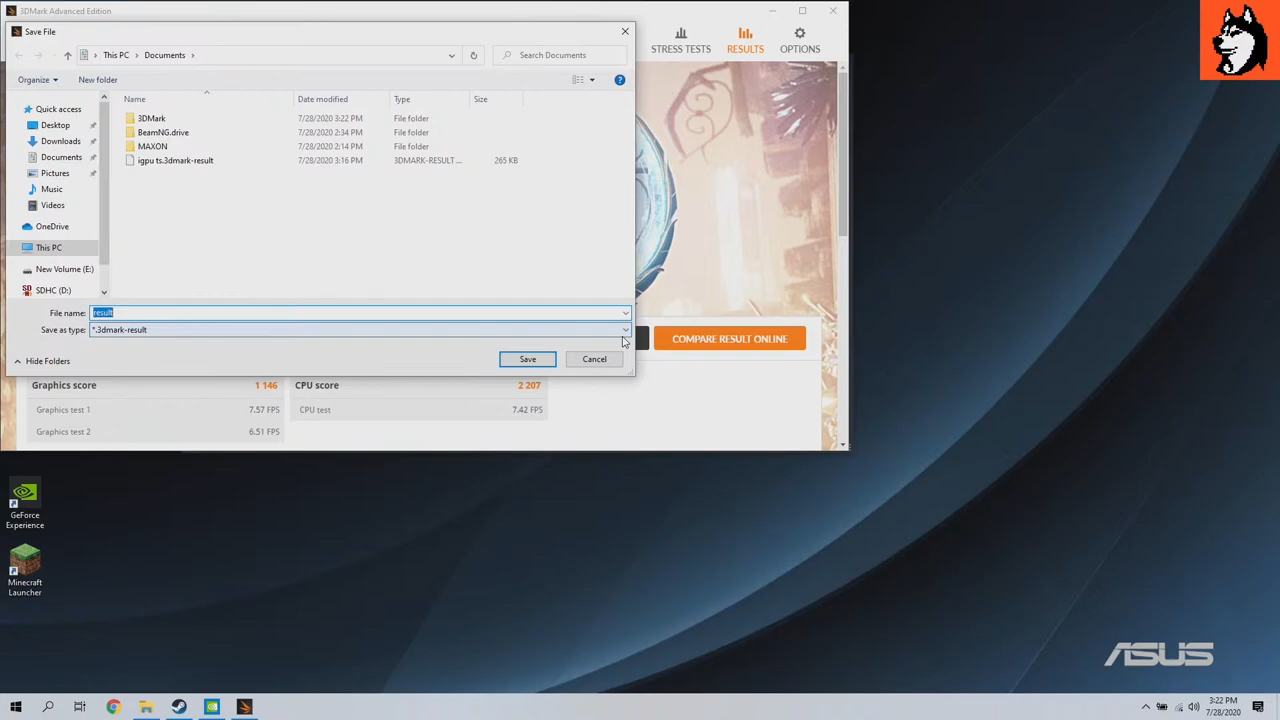 3DMark Advanced Edition
Save File
STRESS TESTS
RESULTS
OPTIONS
This PC
Documents
Search Documents
Organize
New folder
Name
Date modified
Type
Size
Quick access
Desktop
Downloads
Documents
Pictures
Music
Videos
OneDrive
This PC
New Volume (E:)
SDHC (D:)
3DMark 7/28/2020 3:22 PM File folder
BeamNG.drive 7/28/2020 2:34 PM File folder
MAXON 7/28/2020 2:14 PM File folder
igpu ts.3dmark-result 7/28/2020 3:16 PM 3DMARK-RESULT ... 265 KB
File name: result
Save as type: *.3dmark-result
Hide Folders
Save
Cancel
COMPARE RESULT ONLINE
Graphics score 1 146
Graphics test 1 7.57 FPS
Graphics test 2 6.51 FPS
CPU score 2 207
CPU test 7.42 FPS
GeForce
Experience
Minecraft
Launcher
ASUS
3:22 PM
7/28/2020